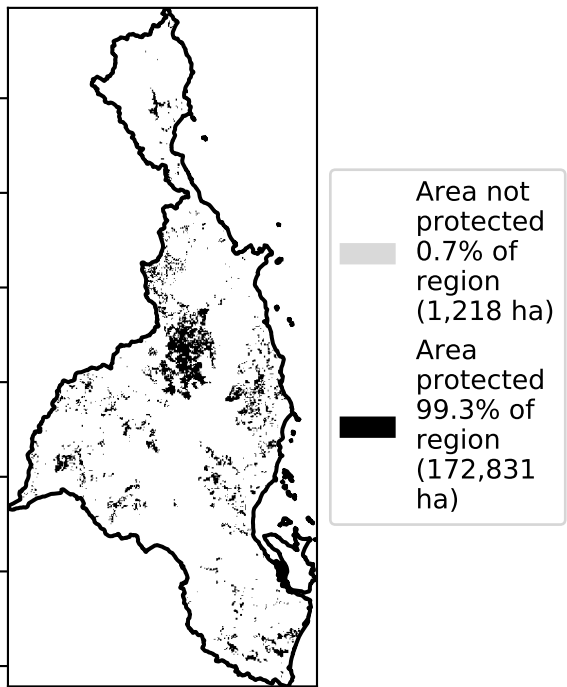 Area not
protected
0.7% of
region
(1,218 ha)
Area
protected
99.3% of
region
(172,831
ha)